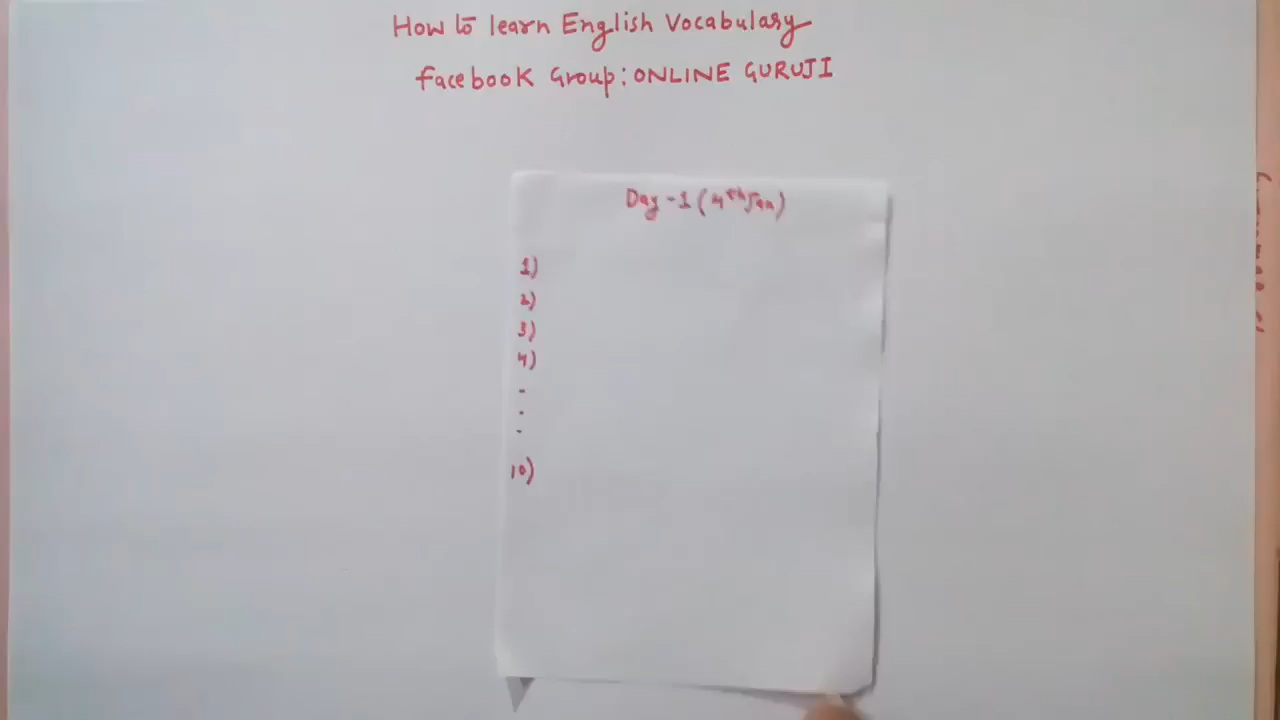 How to learn English Vocabulary
facebook Group: ONLINE GURUJI
Day-1 (4th Jan)
1)
2)
3)
4)
.
.
.
10)